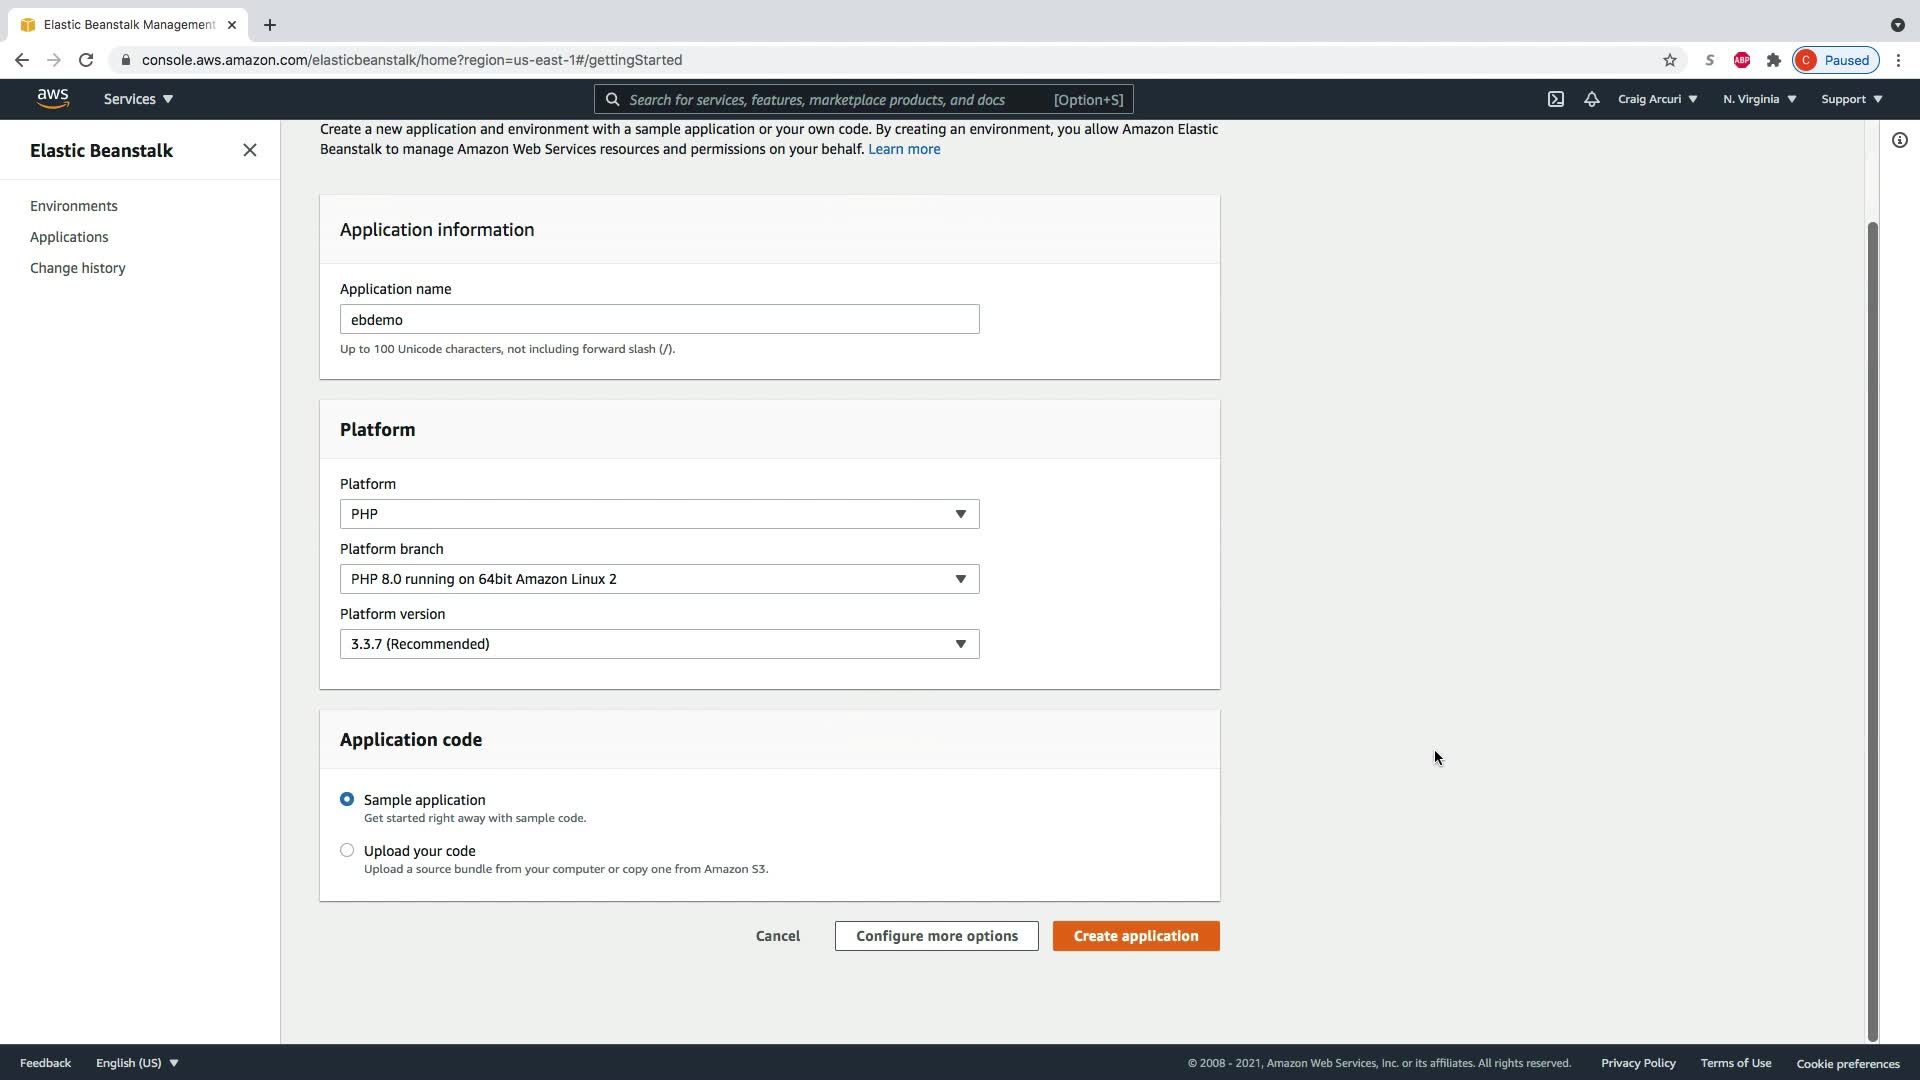 Elastic Beanstalk Management
console.aws.amazon.com/elasticbeanstalk/home?region=us-east-1#/gettingStarted
S
ABP
C
Paused
aws
Services
Search for services, features, marketplace products, and docs [Option+S]
Craig Arcuri
N. Virginia
Support
Elastic Beanstalk
Environments
Applications
Change history
Create a new application and environment with a sample application or your own code. By creating an environment, you allow Amazon Elastic
Beanstalk to manage Amazon Web Services resources and permissions on your behalf. Learn more
Application information
Application name
ebdemo
Up to 100 Unicode characters, not including forward slash (/).
Platform
Platform
PHP
Platform branch
PHP 8.0 running on 64bit Amazon Linux 2
Platform version
3.3.7 (Recommended)
Application code
Sample application
Get started right away with sample code.
Upload your code
Upload a source bundle from your computer or copy one from Amazon S3.
Cancel
Configure more options
Create application
Feedback
English (US)
© 2008 - 2021, Amazon Web Services, Inc. or its affiliates. All rights reserved.
Privacy Policy
Terms of Use
Cookie preferences